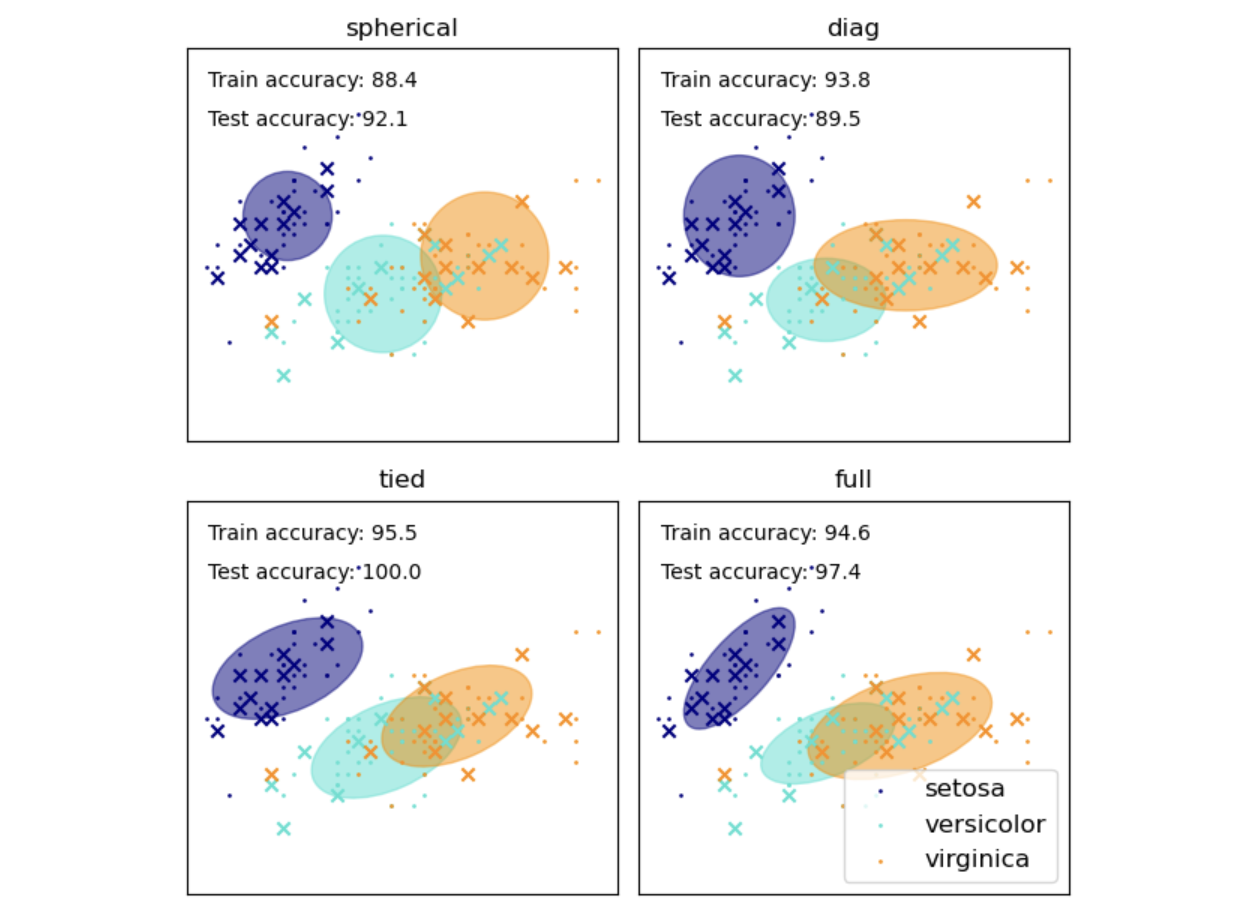 spherical
Train accuracy: 88.4
Test accuracy: 92.1
diag
Train accuracy: 93.8
Test accuracy: 89.5
tied
Train accuracy: 95.5
Test accuracy: 100.0
full
Train accuracy: 94.6
Test accuracy: 97.4
setosa
versicolor
virginica